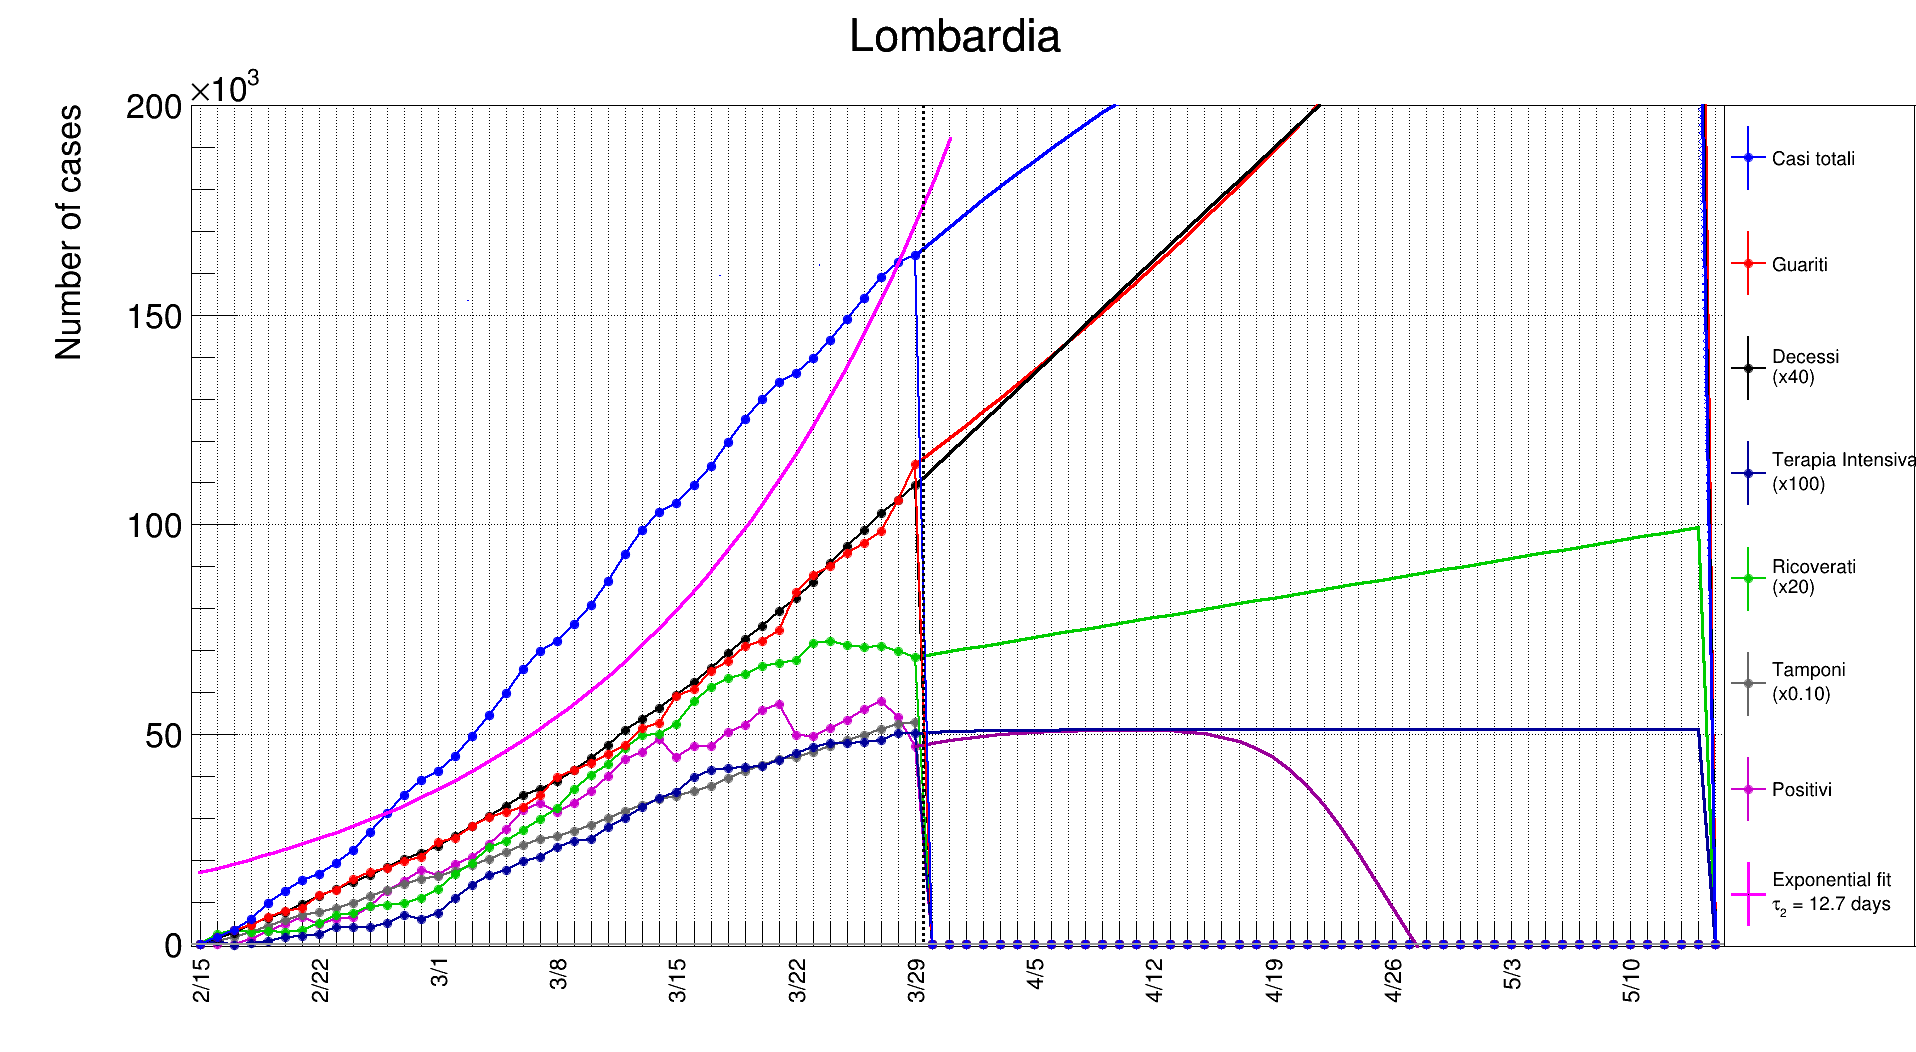 Lombardia
×10³
Number of cases
200
150
100
50
0
2/15
2/22
3/1
3/8
3/15
3/22
3/29
4/5
4/12
4/19
4/26
5/3
5/10
Casi totali
Guariti
Decessi
(x40)
Terapia Intensiva
(x100)
Ricoverati
(x20)
Tamponi
(x0.10)
Positivi
Exponential fit
τ₂ = 12.7 days